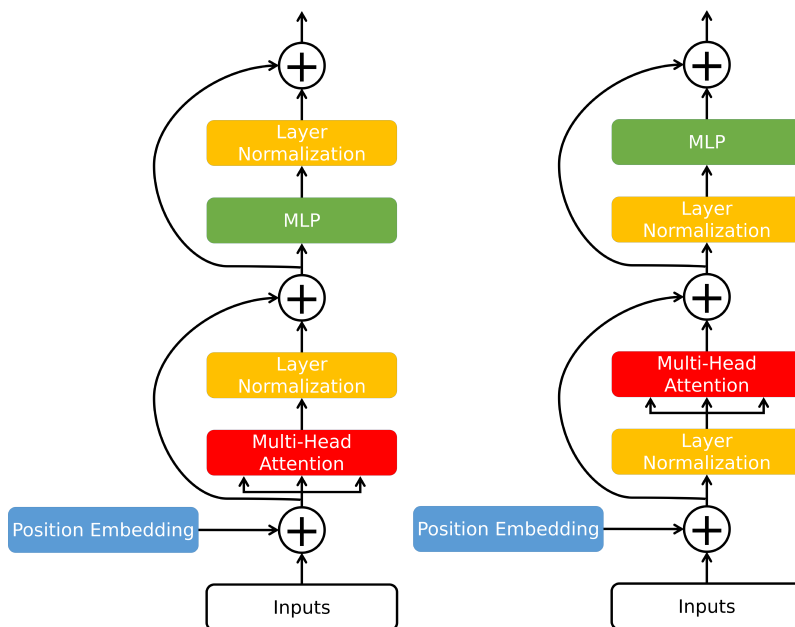 Layer
Normalization
MLP
Layer
Normalization
Multi-Head
Attention
Position Embedding
Inputs
MLP
Layer
Normalization
Multi-Head
Attention
Layer
Normalization
Position Embedding
Inputs